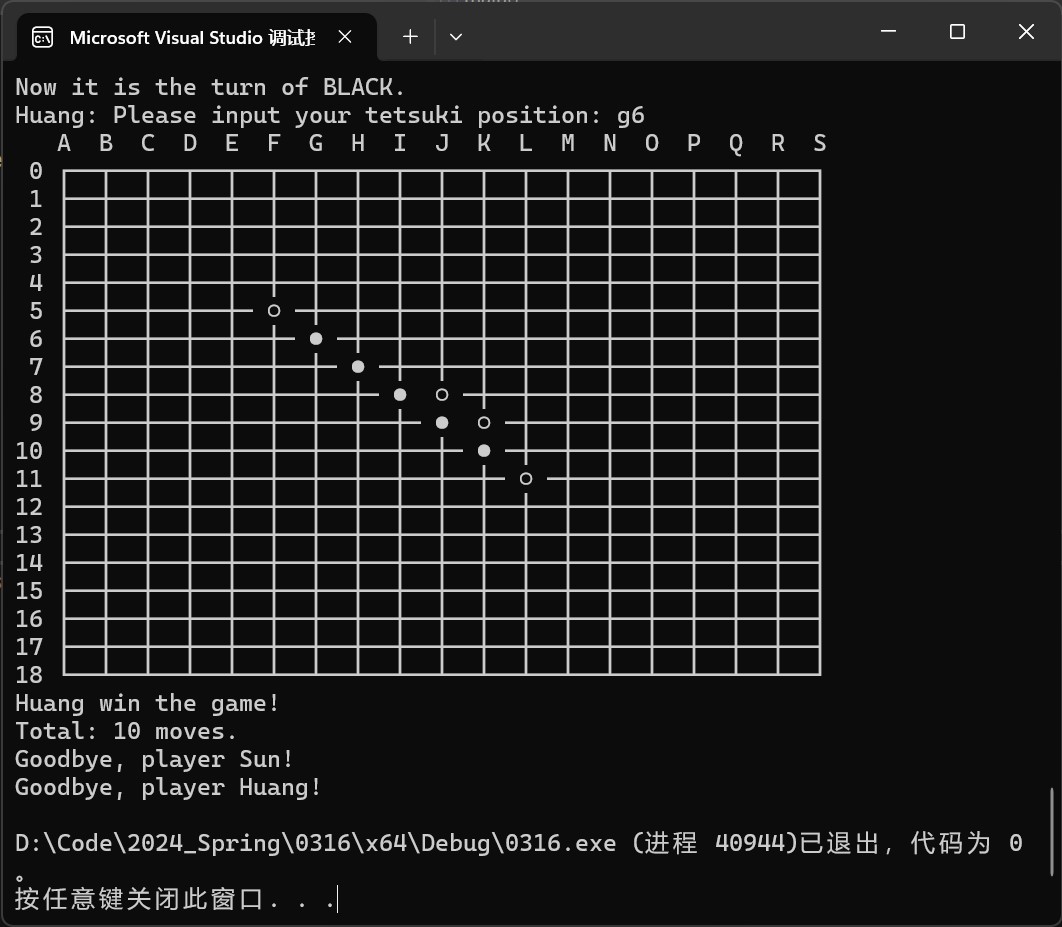 Microsoft Visual Studio 调试
Now it is the turn of BLACK.
Huang: Please input your tetsuki position: g6
A B C D E F G H I J K L M N O P Q R S
0
1
2
3
4
5
6
7
8
9
10
11
12
13
14
15
16
17
18
Huang win the game!
Total: 10 moves.
Goodbye, player Sun!
Goodbye, player Huang!
D:\Code\2024_Spring\0316\x64\Debug\0316.exe (进程 40944)已退出，代码为 0
。
按任意键关闭此窗口. . .